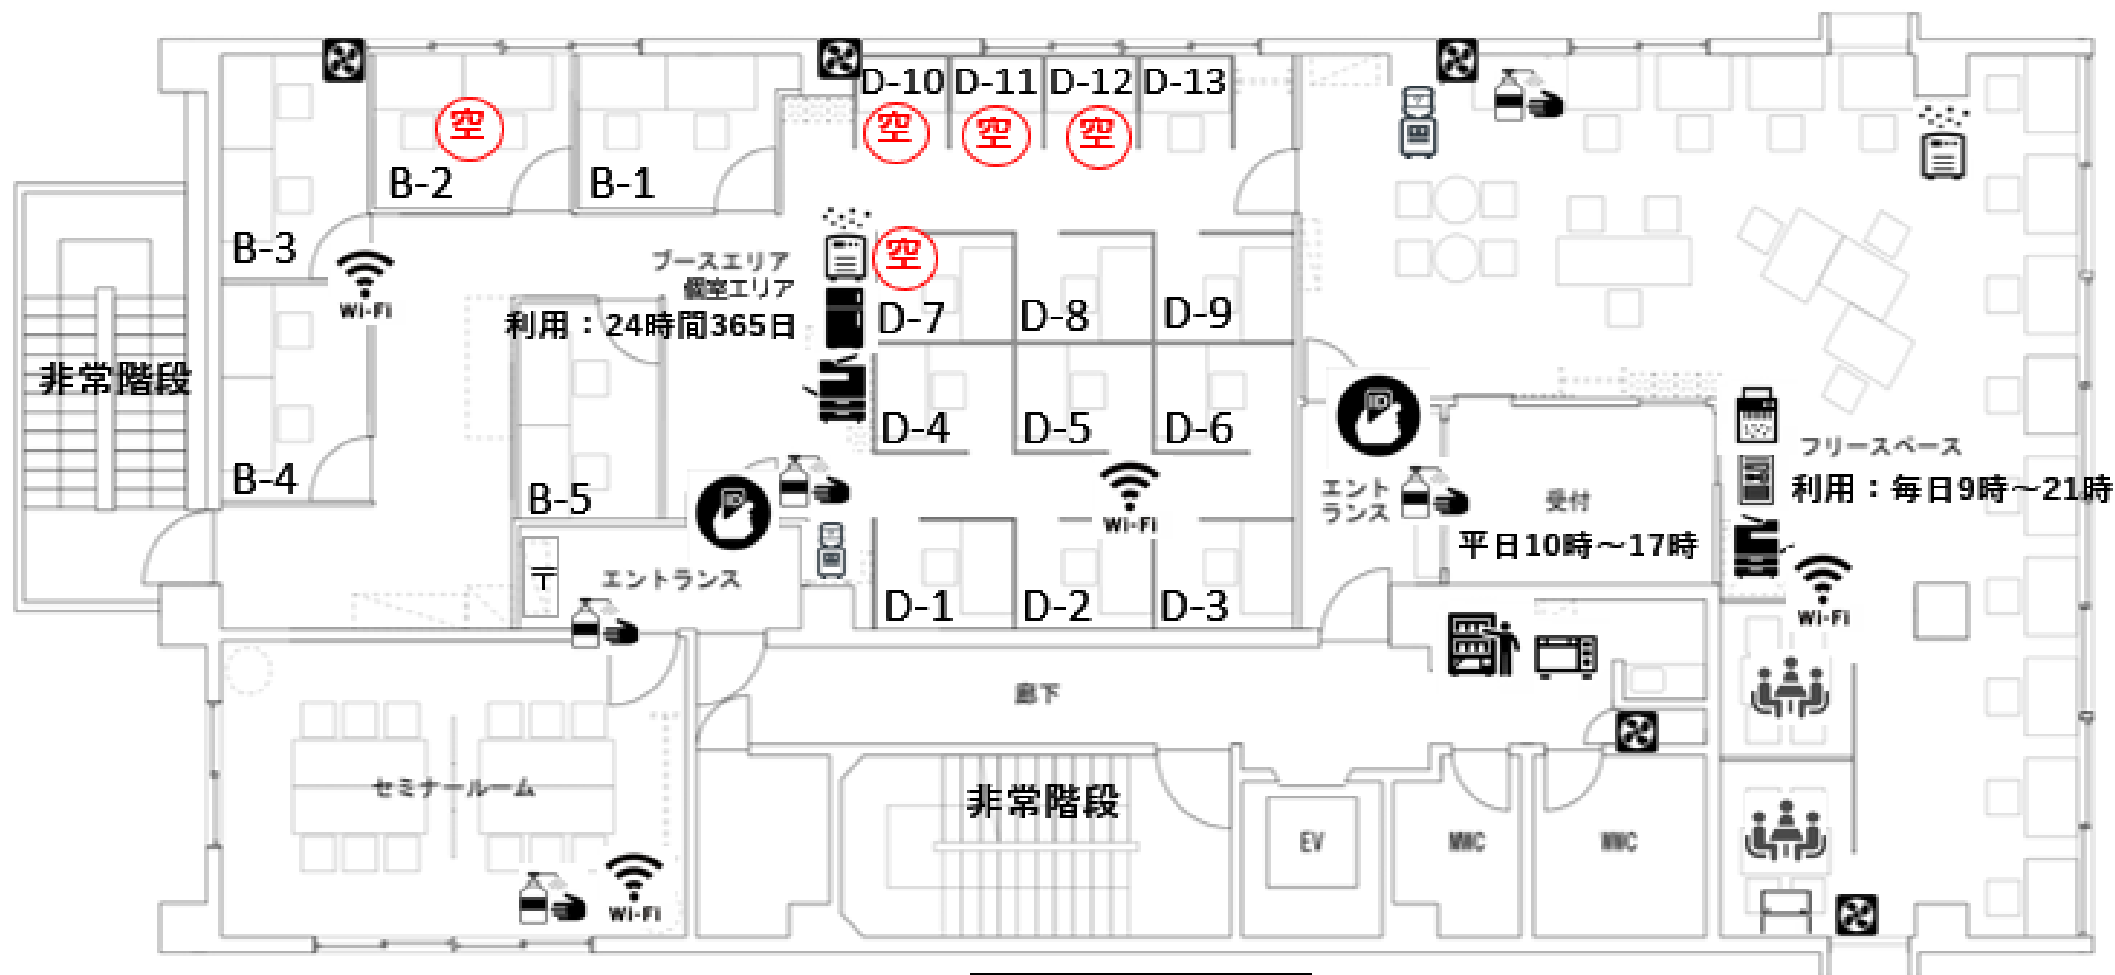 D-10 D-11 D-12 D-13
空 空 空 空
B-2 B-1
B-3
空
ブースエリア
個室エリア
利用：24時間365日
Wi-Fi
D-7 D-8 D-9
非常階段
D-4 D-5 D-6
B-4
B-5
Wi-Fi
エント
ランス
受付
平日10時～17時
フリースペース
利用：毎日9時～21時
〒
エントランス
D-1 D-2 D-3
Wi-Fi
廊下
セミナールーム
非常階段
EV
MWC
WWC
Wi-Fi